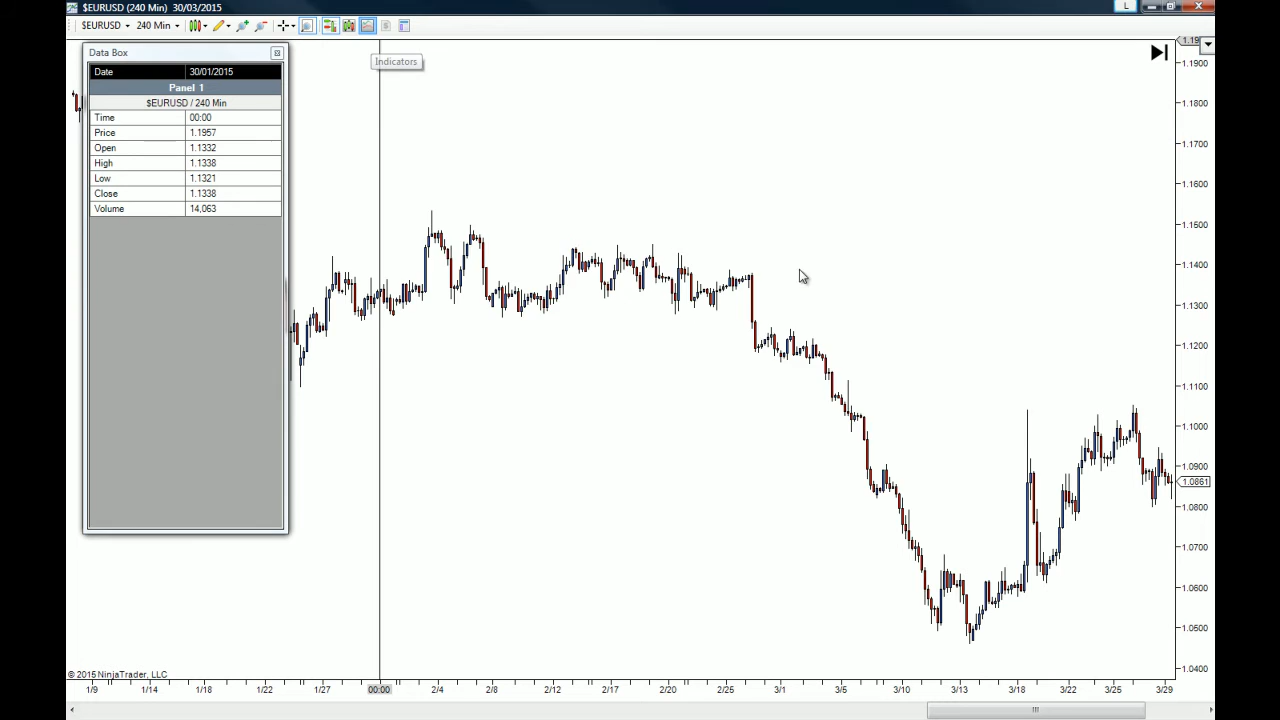 $EURUSD (240 Min) 30/03/2015
L
$EURUSD 240 Min
Data Box
Indicators
Date 30/01/2015
Panel 1
$EURUSD / 240 Min
Time 00:00
Price 1.1957
Open 1.1332
High 1.1338
Low 1.1321
Close 1.1338
Volume 14,063
1.1900
1.1800
1.1700
1.1600
1.1500
1.1400
1.1300
1.1200
1.1100
1.1000
1.0900
1.0861
1.0800
1.0700
1.0600
1.0500
1.0400
© 2015 NinjaTrader, LLC
1/9 1/14 1/18 1/22 1/27 00:00 2/4 2/8 2/12 2/17 2/20 2/25 3/1 3/5 3/10 3/13 3/18 3/22 3/25 3/29